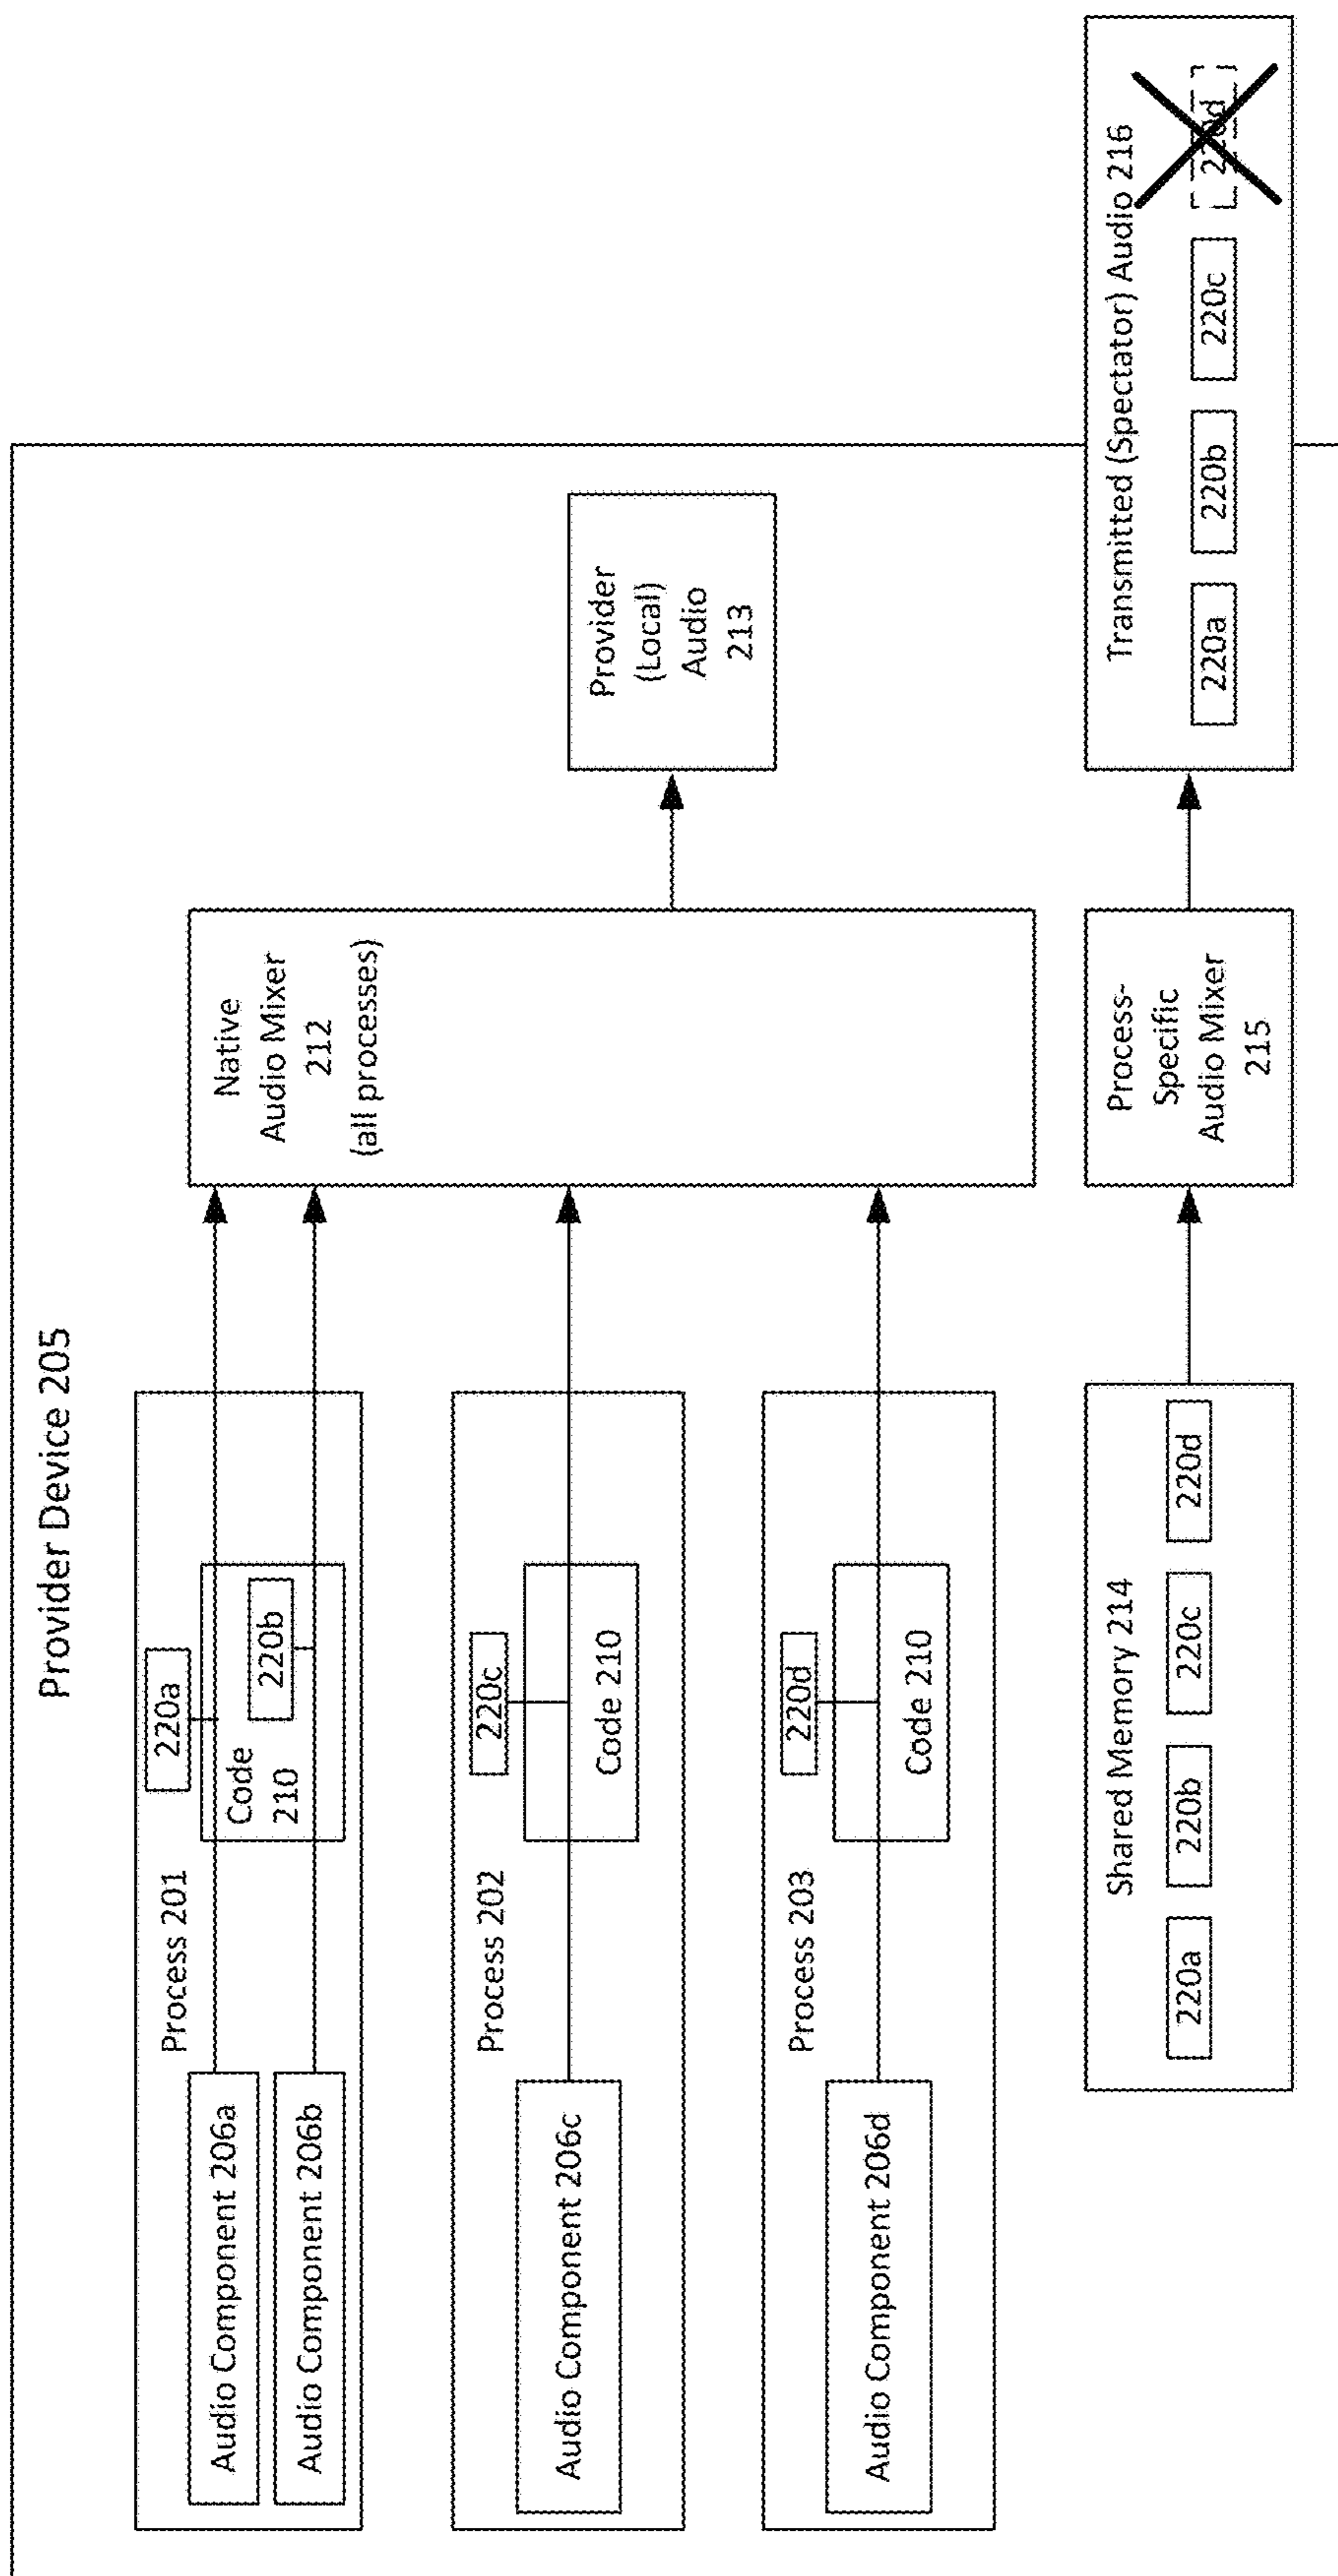 Provider Device 205
Process 201
Audio Component 206a
Audio Component 206b
220a
Code
210
220b
Process 202
Audio Component 206c
220c
Code 210
Process 203
Audio Component 206d
220d
Code 210
Native
Audio Mixer
212
(all processes)
Provider
(Local)
Audio
213
Shared Memory 214
220a
220b
220c
220d
Process-
Specific
Audio Mixer
215
Transmitted (Spectator) Audio 216
220a
220b
220c
220d